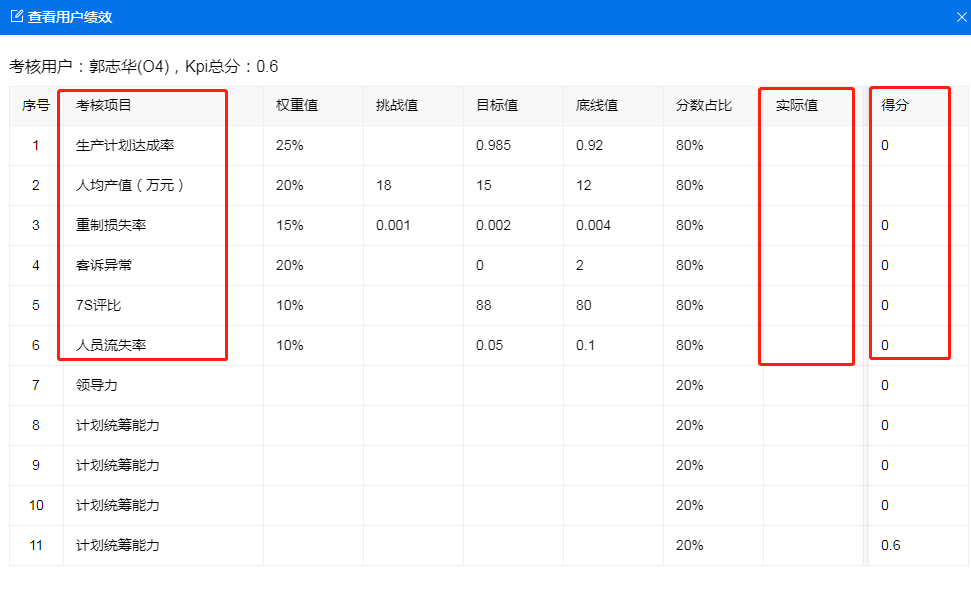 查看用户绩效
考核用户：郭志华(O4)，Kpi总分：0.6
序号 考核项目 权重值 挑战值 目标值 底线值 分数占比 实际值 得分
1 生产计划达成率 25% 0.985 0.92 80% 0
2 人均产值（万元） 20% 18 15 12 80%
3 重制损失率 15% 0.001 0.002 0.004 80% 0
4 客诉异常 20% 0 2 80% 0
5 7S评比 10% 88 80 80% 0
6 人员流失率 10% 0.05 0.1 80% 0
7 领导力 20% 0
8 计划统筹能力 20% 0
9 计划统筹能力 20% 0
10 计划统筹能力 20% 0
11 计划统筹能力 20% 0.6